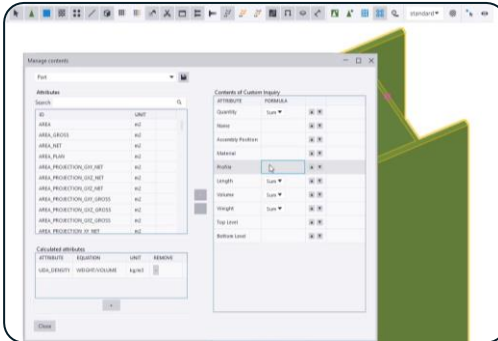 standard
Manage contents
Part
Attributes
Search
ID UNIT
AREA m2
AREA_GROSS m2
AREA_NET m2
AREA_PLAN m2
AREA_PROJECTION_GXY_NET m2
AREA_PROJECTION_GXZ_NET m2
AREA_PROJECTION_GYZ_NET m2
AREA_PROJECTION_GXY_GROSS m2
AREA_PROJECTION_GXZ_GROSS m2
AREA_PROJECTION_GYZ_GROSS m2
AREA_PROJECTION_XY_NET m2
Calculated attributes
ATTRIBUTE EQUATION UNIT REMOVE
UDA_DENSITY WEIGHT/VOLUME kg/m3 -
+
Close
Contents of Custom Inquiry
ATTRIBUTE FORMULA
Quantity Sum
Name
Assembly Position
Material
Profile
Length Sum
Volume Sum
Weight Sum
Top Level
Bottom Level